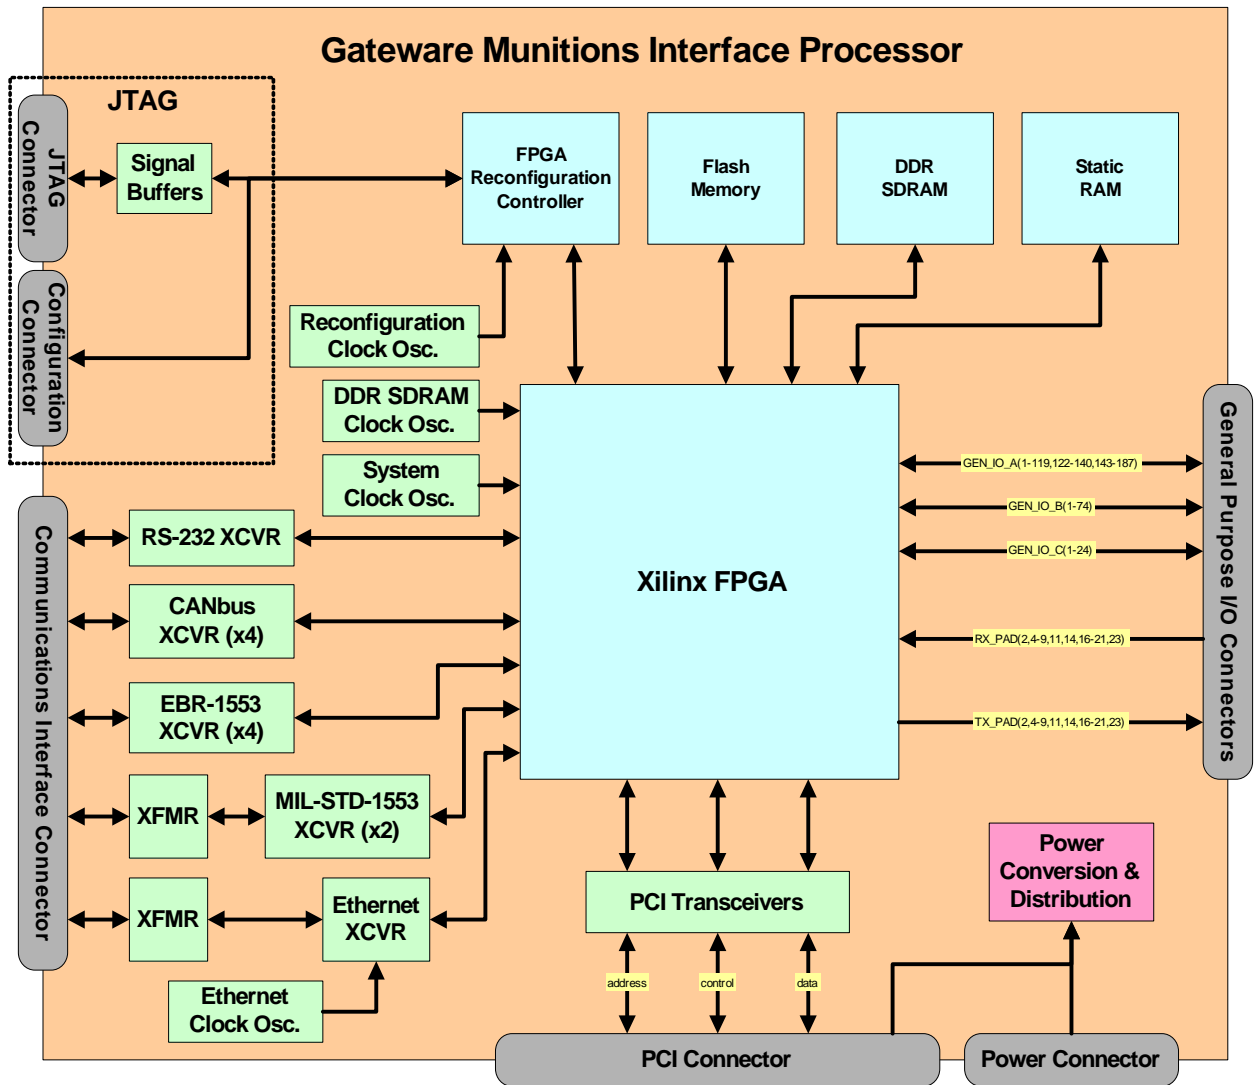 Gateware Munitions Interface Processor
JTAG
JTAG
Connector
Signal
Buffers
FPGA
Reconfiguration
Controller
Flash
Memory
DDR
SDRAM
Static
RAM
Configuration
Connector
Reconfiguration
Clock Osc.
DDR SDRAM
Clock Osc.
System
Clock Osc.
Xilinx FPGA
GEN_IO_A(1-119,122-140,143-187)
GEN_IO_B(1-74)
GEN_IO_C(1-24)
RX_PAD(2,4-9,11,14,16-21,23)
TX_PAD(2,4-9,11,14,16-21,23)
General Purpose I/O Connectors
Communications Interface Connector
RS-232 XCVR
CANbus
XCVR (x4)
EBR-1553
XCVR (x4)
XFMR
MIL-STD-1553
XCVR (x2)
XFMR
Ethernet
XCVR
Ethernet
Clock Osc.
PCI Transceivers
address
control
data
Power
Conversion &
Distribution
PCI Connector
Power Connector